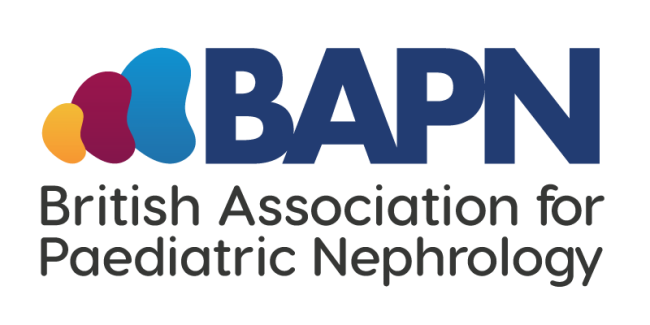 BAPN
British Association for
Paediatric Nephrology